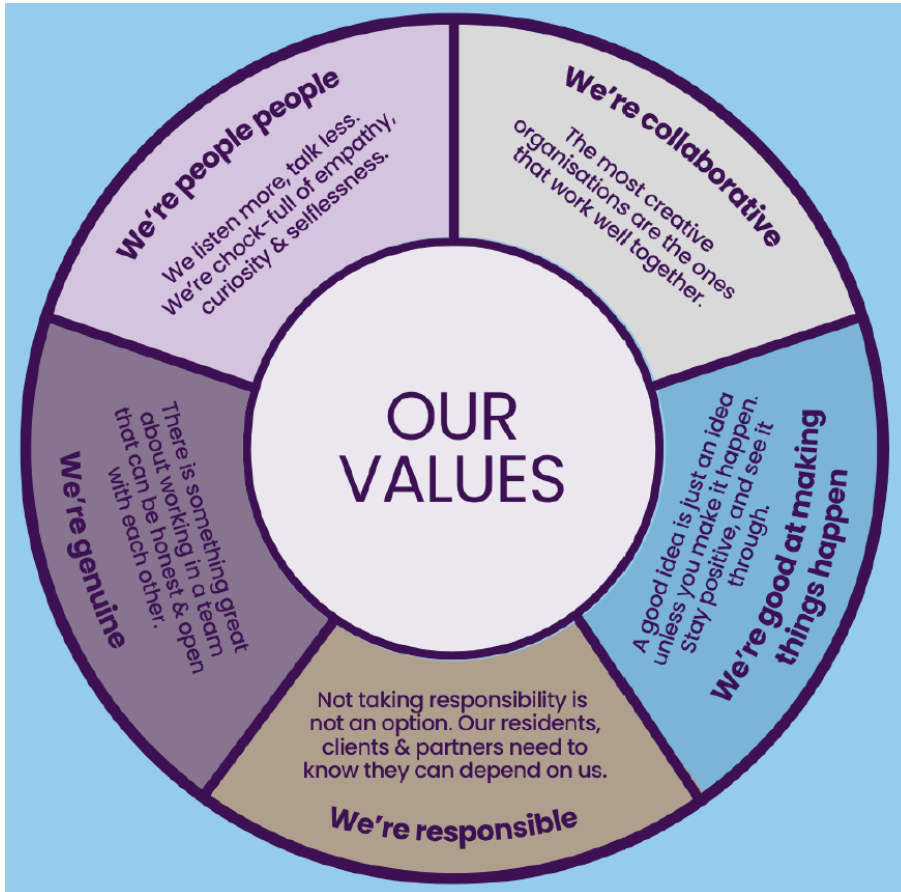 OUR
VALUES
We're collaborative
The most creative
organisations are the ones
that work well together.
We're good at making
things happen
A good idea is just an idea
unless you make it happen.
Stay positive, and see it
through.
We're responsible
Not taking responsibility is
not an option. Our residents,
clients & partners need to
know they can depend on us.
We're genuine
There is something great
about working in a team
that can be honest & open
with each other.
We're people people
We listen more, talk less.
We're chock-full of empathy,
curiosity & selflessness.